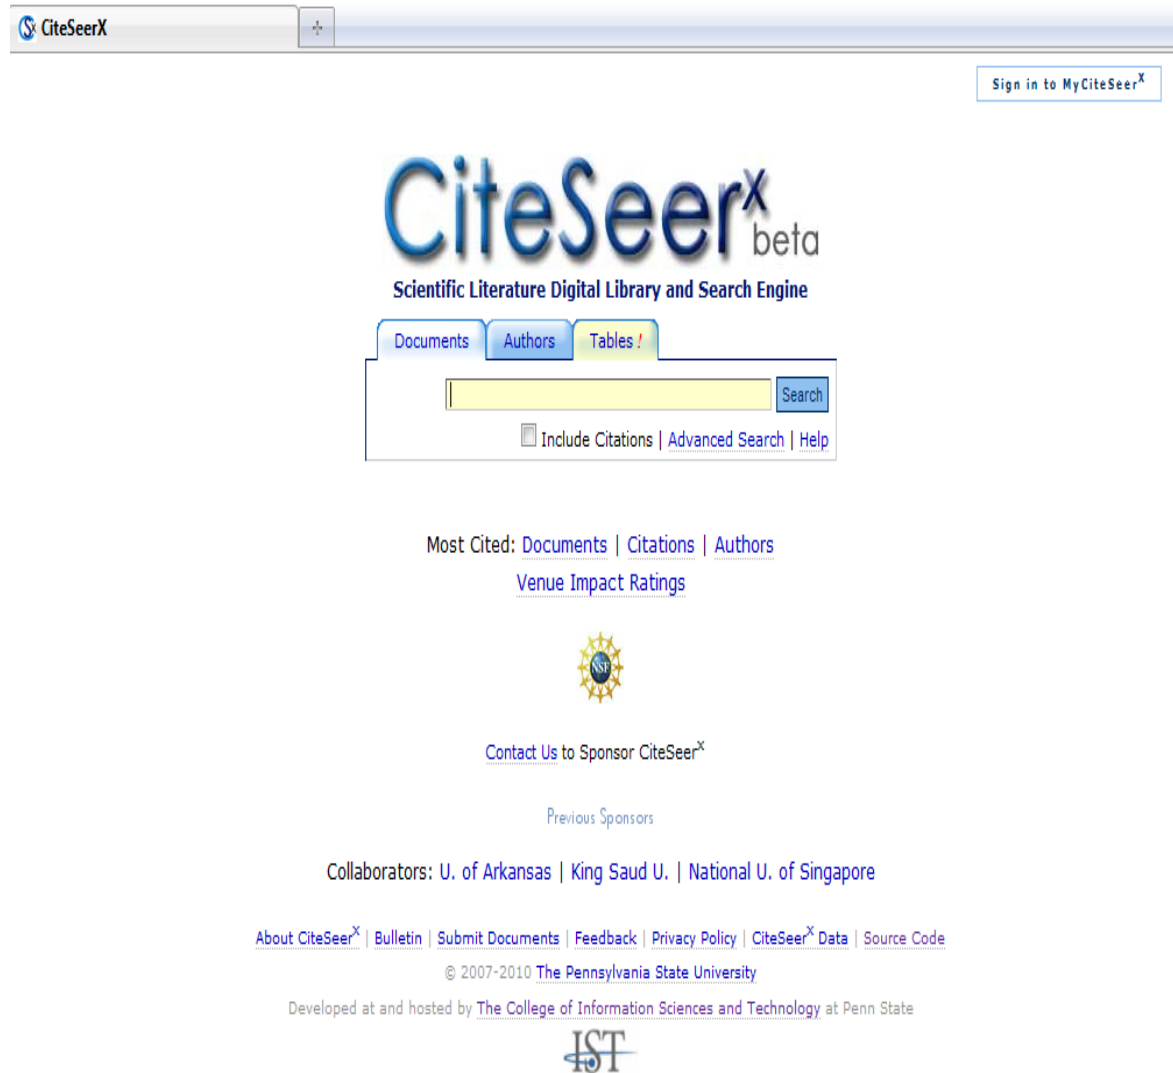 CiteSeerX
Sign in to MyCiteSeerX
CiteSeerx beta
Scientific Literature Digital Library and Search Engine
Documents Authors Tables !
Search
Include Citations | Advanced Search | Help
Most Cited: Documents | Citations | Authors
Venue Impact Ratings
NSF
Contact Us to Sponsor CiteSeerX
Previous Sponsors
Collaborators: U. of Arkansas | King Saud U. | National U. of Singapore
About CiteSeerX | Bulletin | Submit Documents | Feedback | Privacy Policy | CiteSeerX Data | Source Code
© 2007-2010 The Pennsylvania State University
Developed at and hosted by The College of Information Sciences and Technology at Penn State
IST